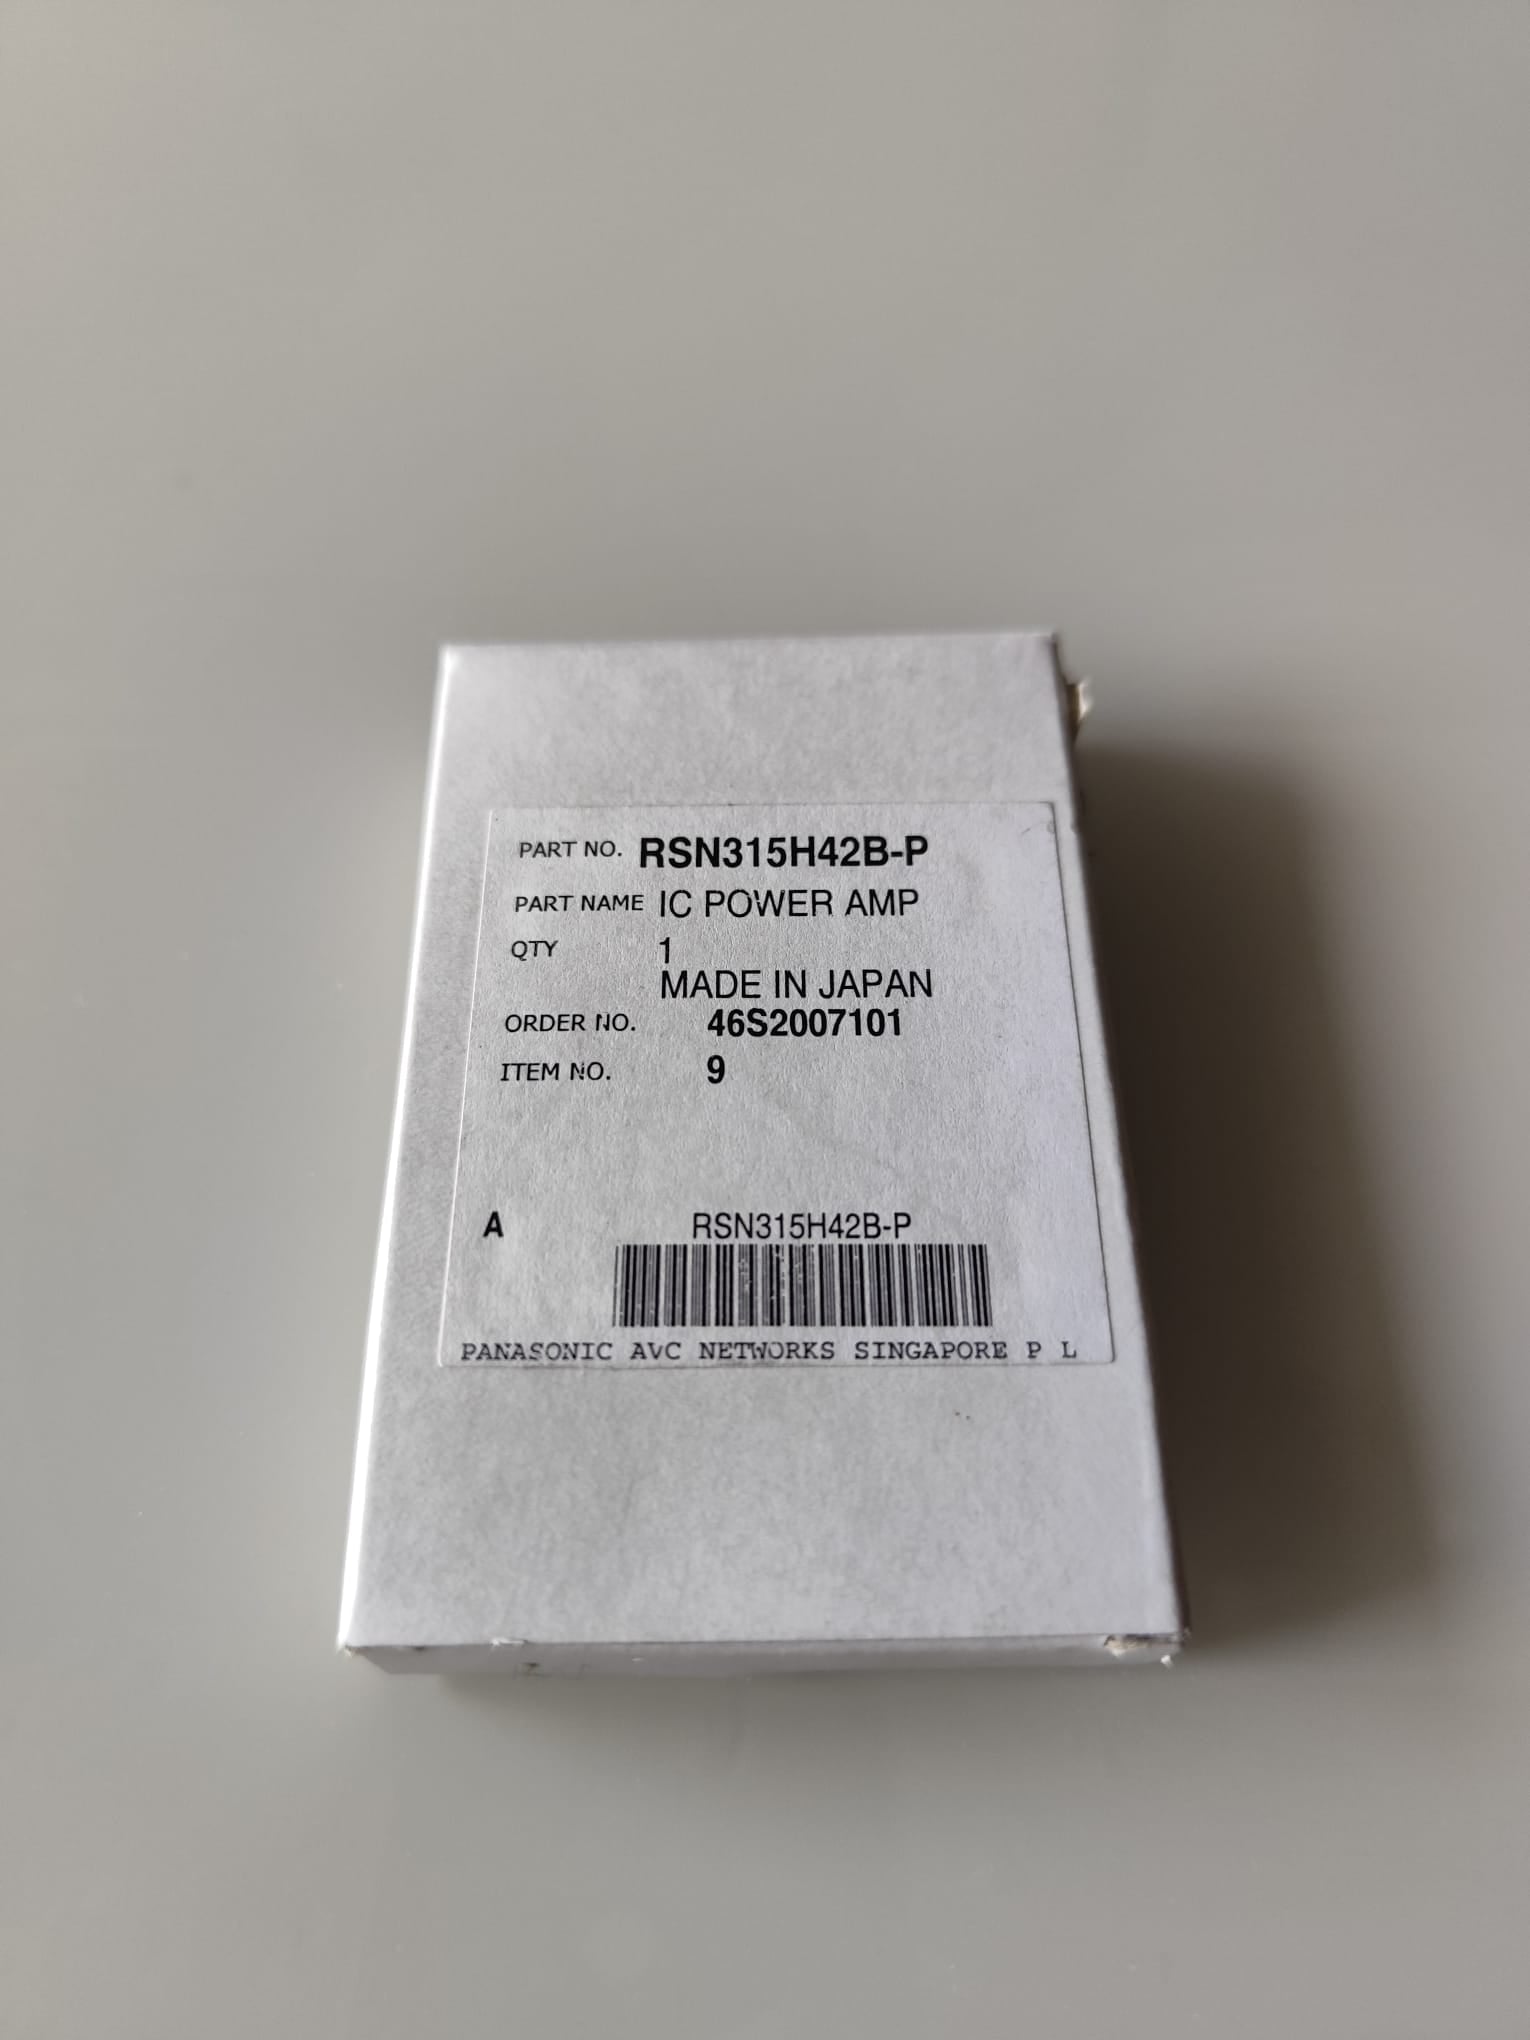 PART NO. RSN315H42B-P
PART NAME IC POWER AMP
QTY 1
MADE IN JAPAN
ORDER NO. 46S2007101
ITEM NO. 9
A RSN315H42B-P
PANASONIC AVC NETWORKS SINGAPORE P L